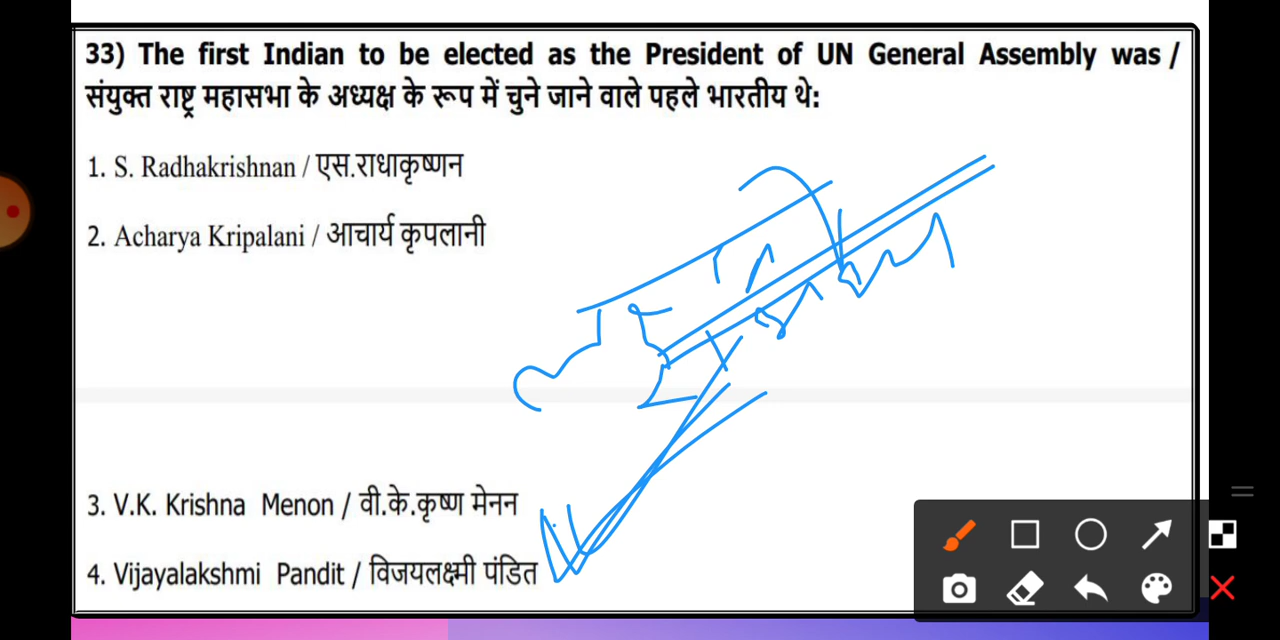 33) The first Indian to be elected as the President of UN General Assembly was /
संयुक्त राष्ट्र महासभा के अध्यक्ष के रूप में चुने जाने वाले पहले भारतीय थे:
1. S. Radhakrishnan / एस.राधाकृष्णन
2. Acharya Kripalani / आचार्य कृपलानी
3. V.K. Krishna Menon / वी.के.कृष्ण मेनन
4. Vijayalakshmi Pandit / विजयलक्ष्मी पंडित